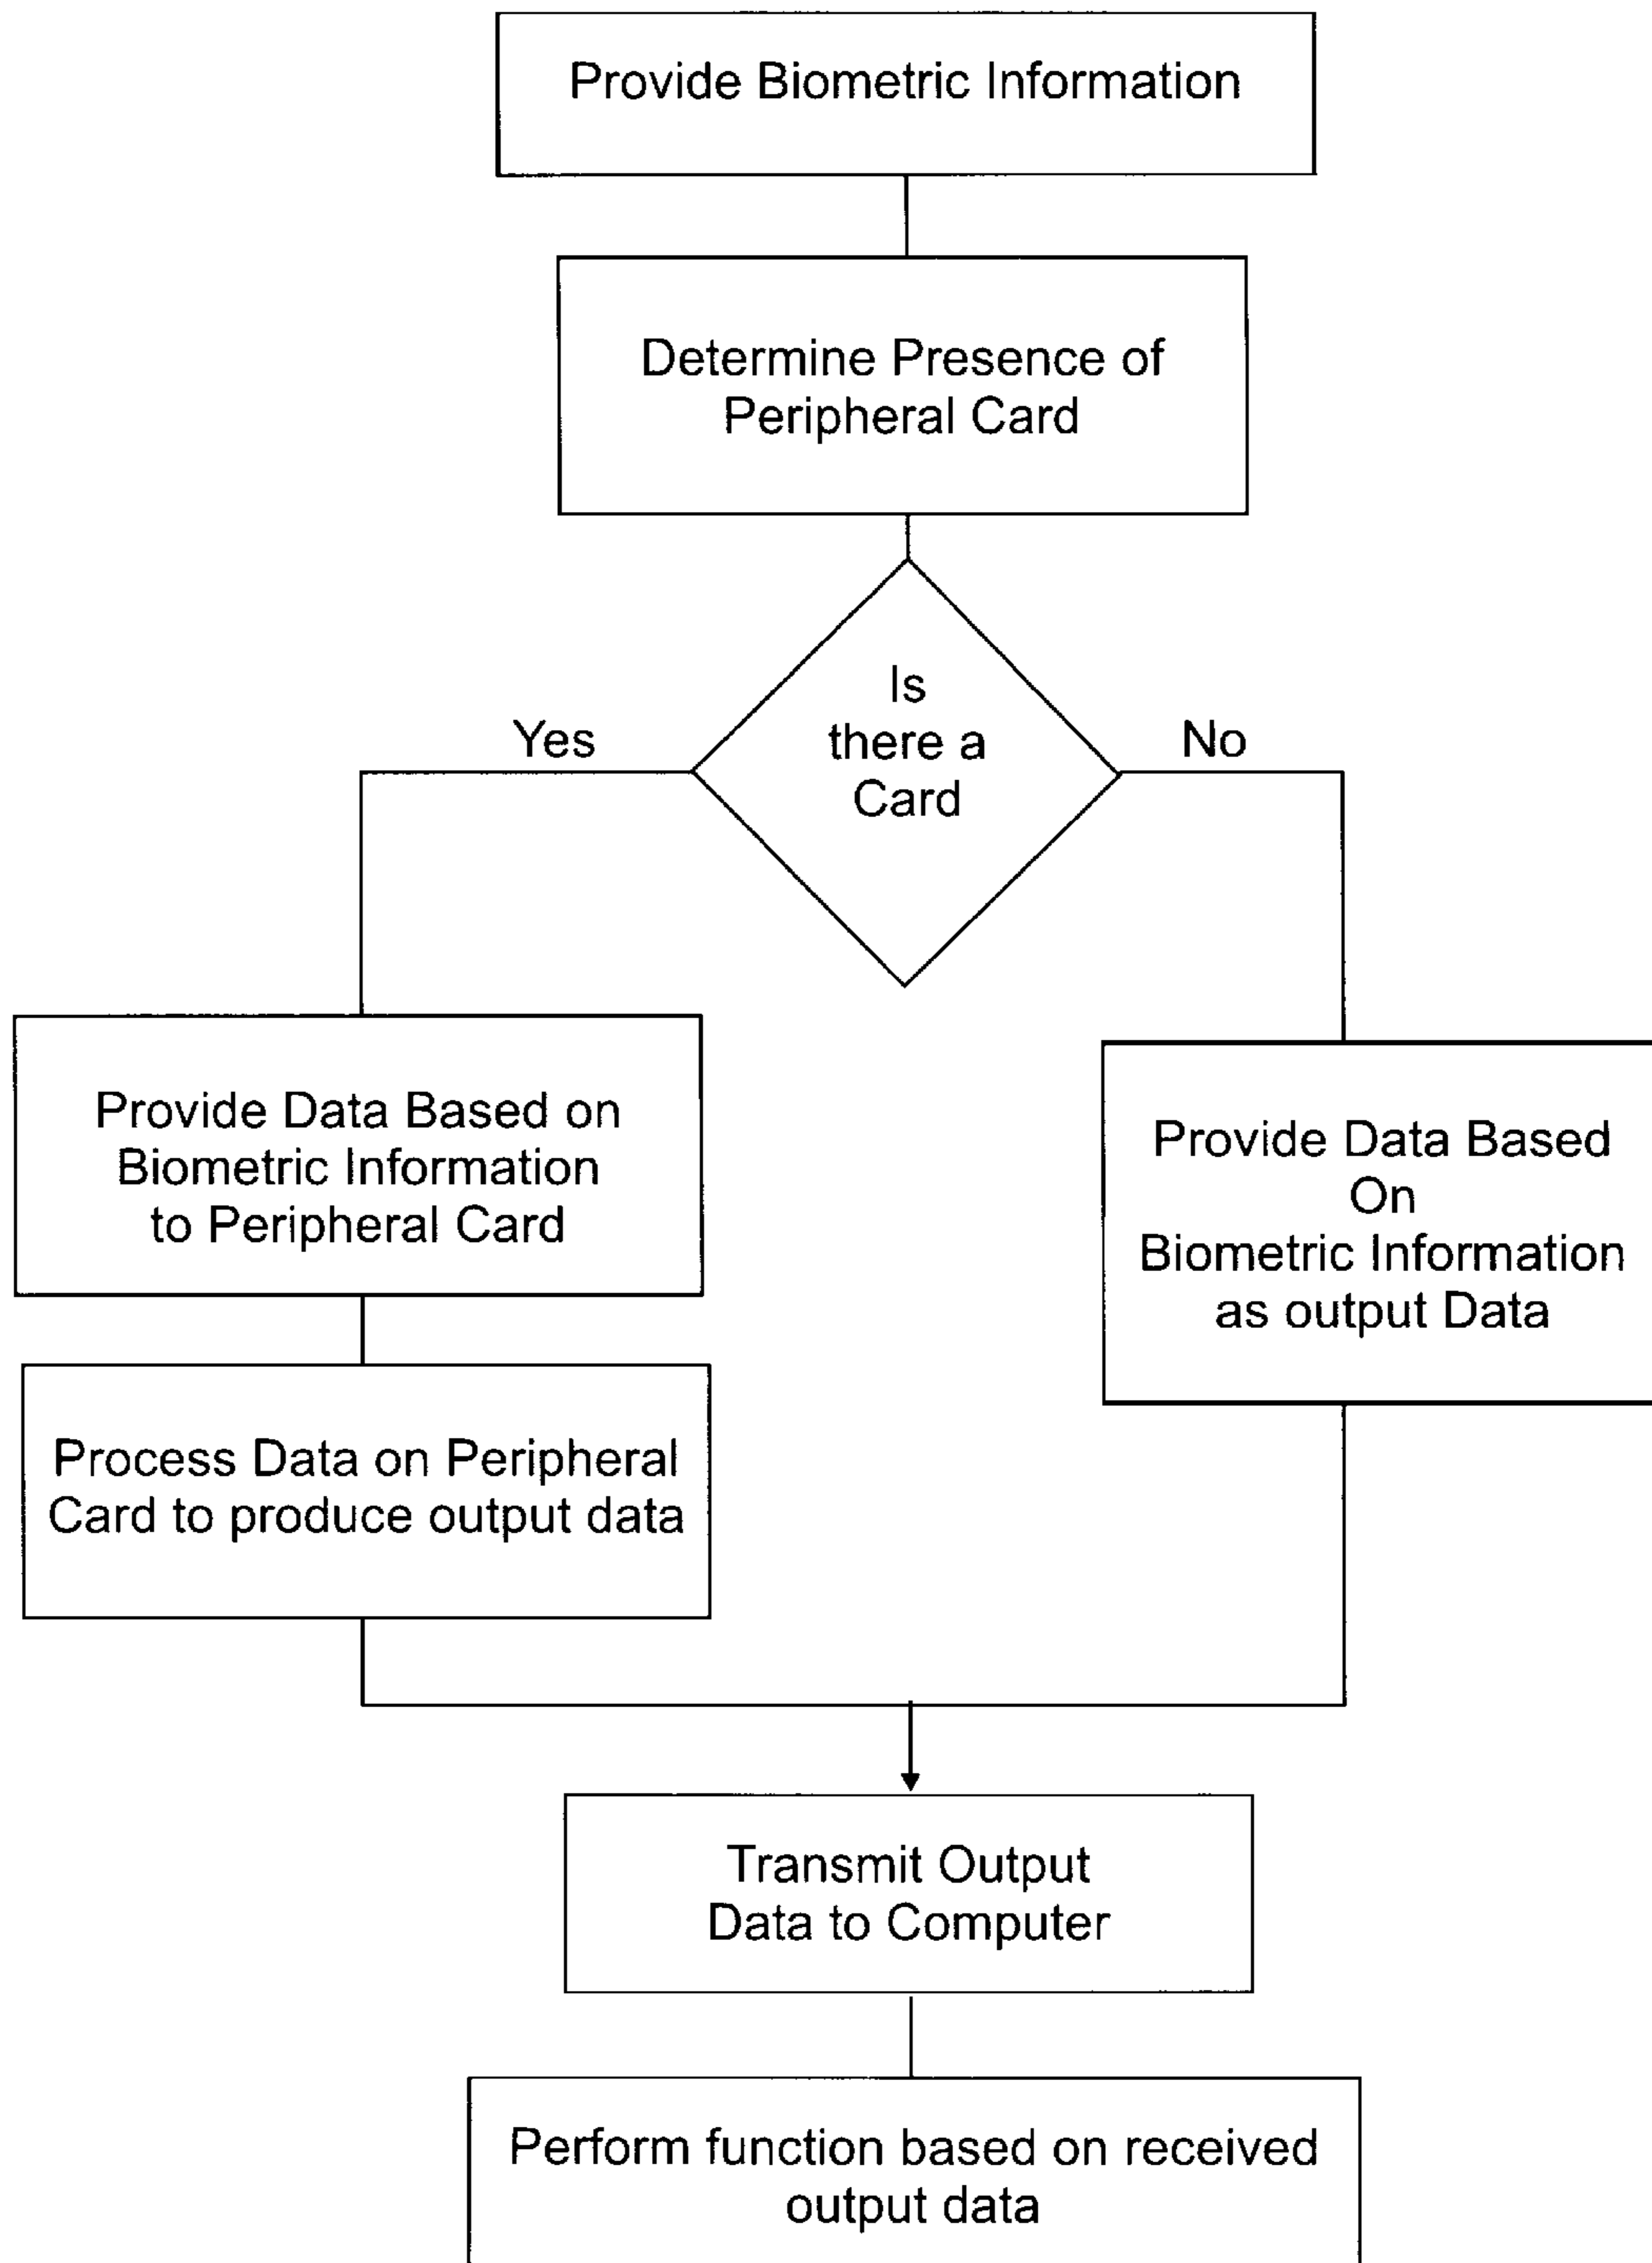 Provide Biometric Information
Determine Presence of
Peripheral Card
Is
there a
Card
Yes
No
Provide Data Based on
Biometric Information
to Peripheral Card
Provide Data Based
On
Biometric Information
as output Data
Process Data on Peripheral
Card to produce output data
Transmit Output
Data to Computer
Perform function based on received
output data